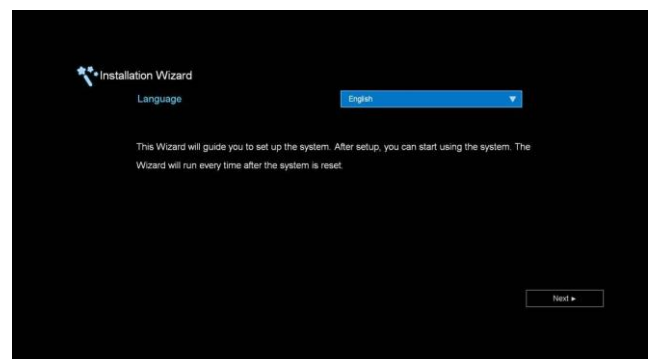 Installation Wizard
Language
English
This Wizard will guide you to set up the system. After setup, you can start using the system. The
Wizard will run every time after the system is reset.
Next